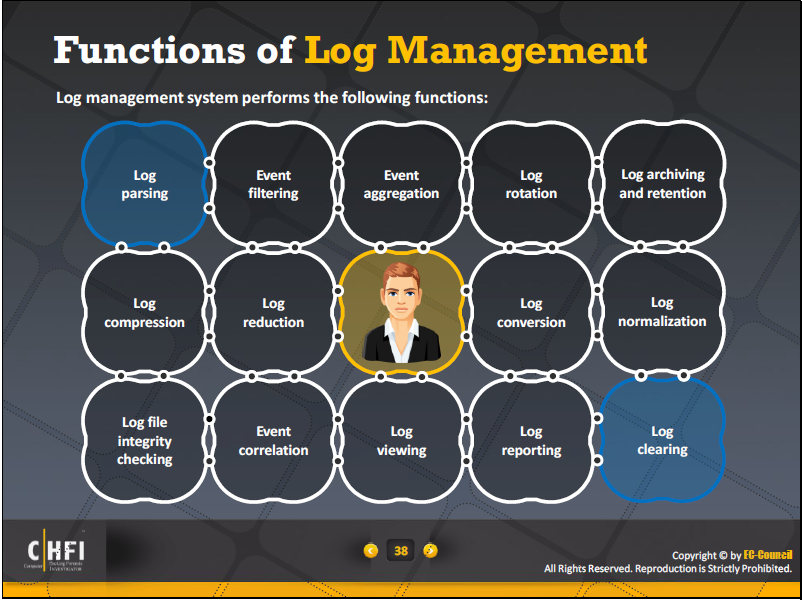 Functions of Log Management
Log management system performs the following functions:
Log
parsing
Event
filtering
Event
aggregation
Log
rotation
Log archiving
and retention
Log
compression
Log
reduction
Log
conversion
Log
normalization
Log file
integrity
checking
Event
correlation
Log
viewing
Log
reporting
Log
clearing
CHFI
Computer
INVESTIGATOR
38
Copyright © by EC-Council
All Rights Reserved. Reproduction is Strictly Prohibited.